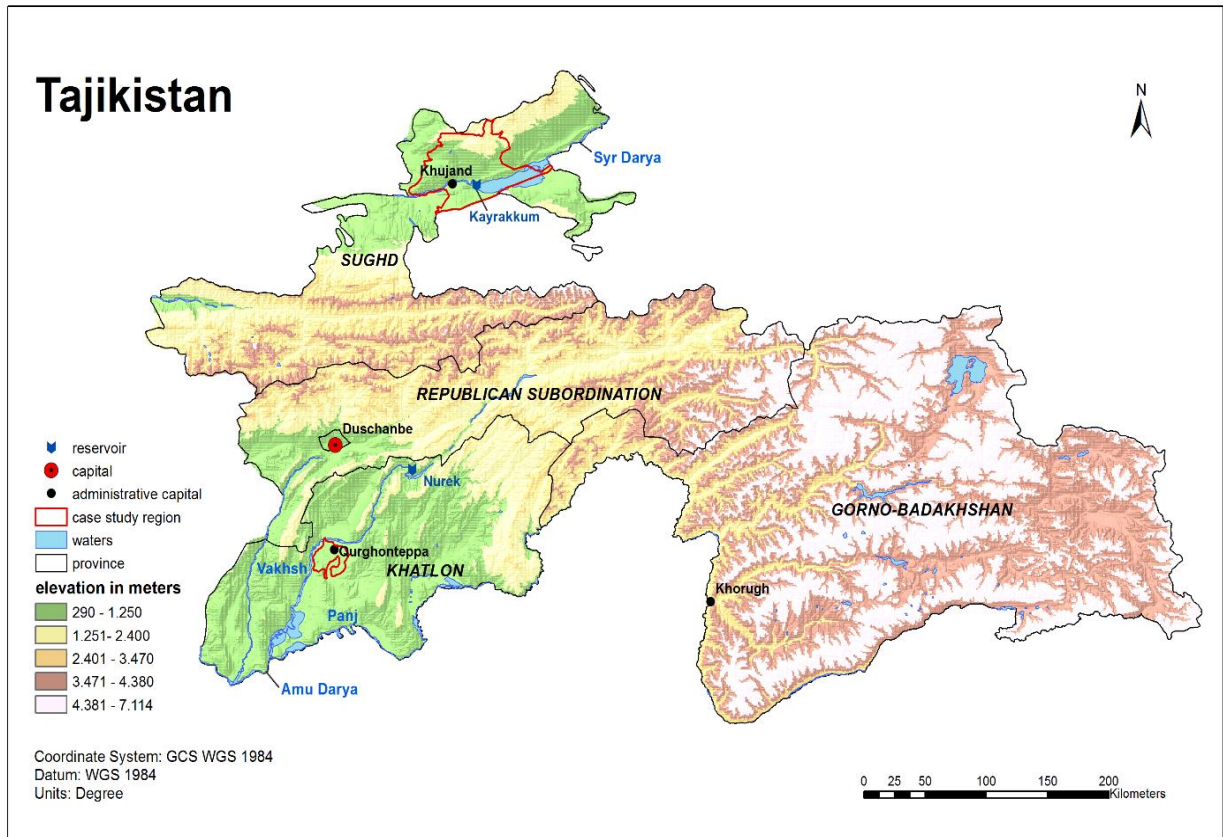 Tajikistan
N
Syr Darya
Khujand
Kayrakkum
SUGHD
REPUBLICAN SUBORDINATION
Duschanbe
Nurek
GORNO-BADAKHSHAN
Qurghonteppa
Vakhsh
KHATLON
Khorugh
Panj
Amu Darya
reservoir
capital
administrative capital
case study region
waters
province
elevation in meters
290 - 1.250
1.251- 2.400
2.401 - 3.470
3.471 - 4.380
4.381 - 7.114
Coordinate System: GCS WGS 1984
Datum: WGS 1984
Units: Degree
0 25 50 100 150 200
Kilometers